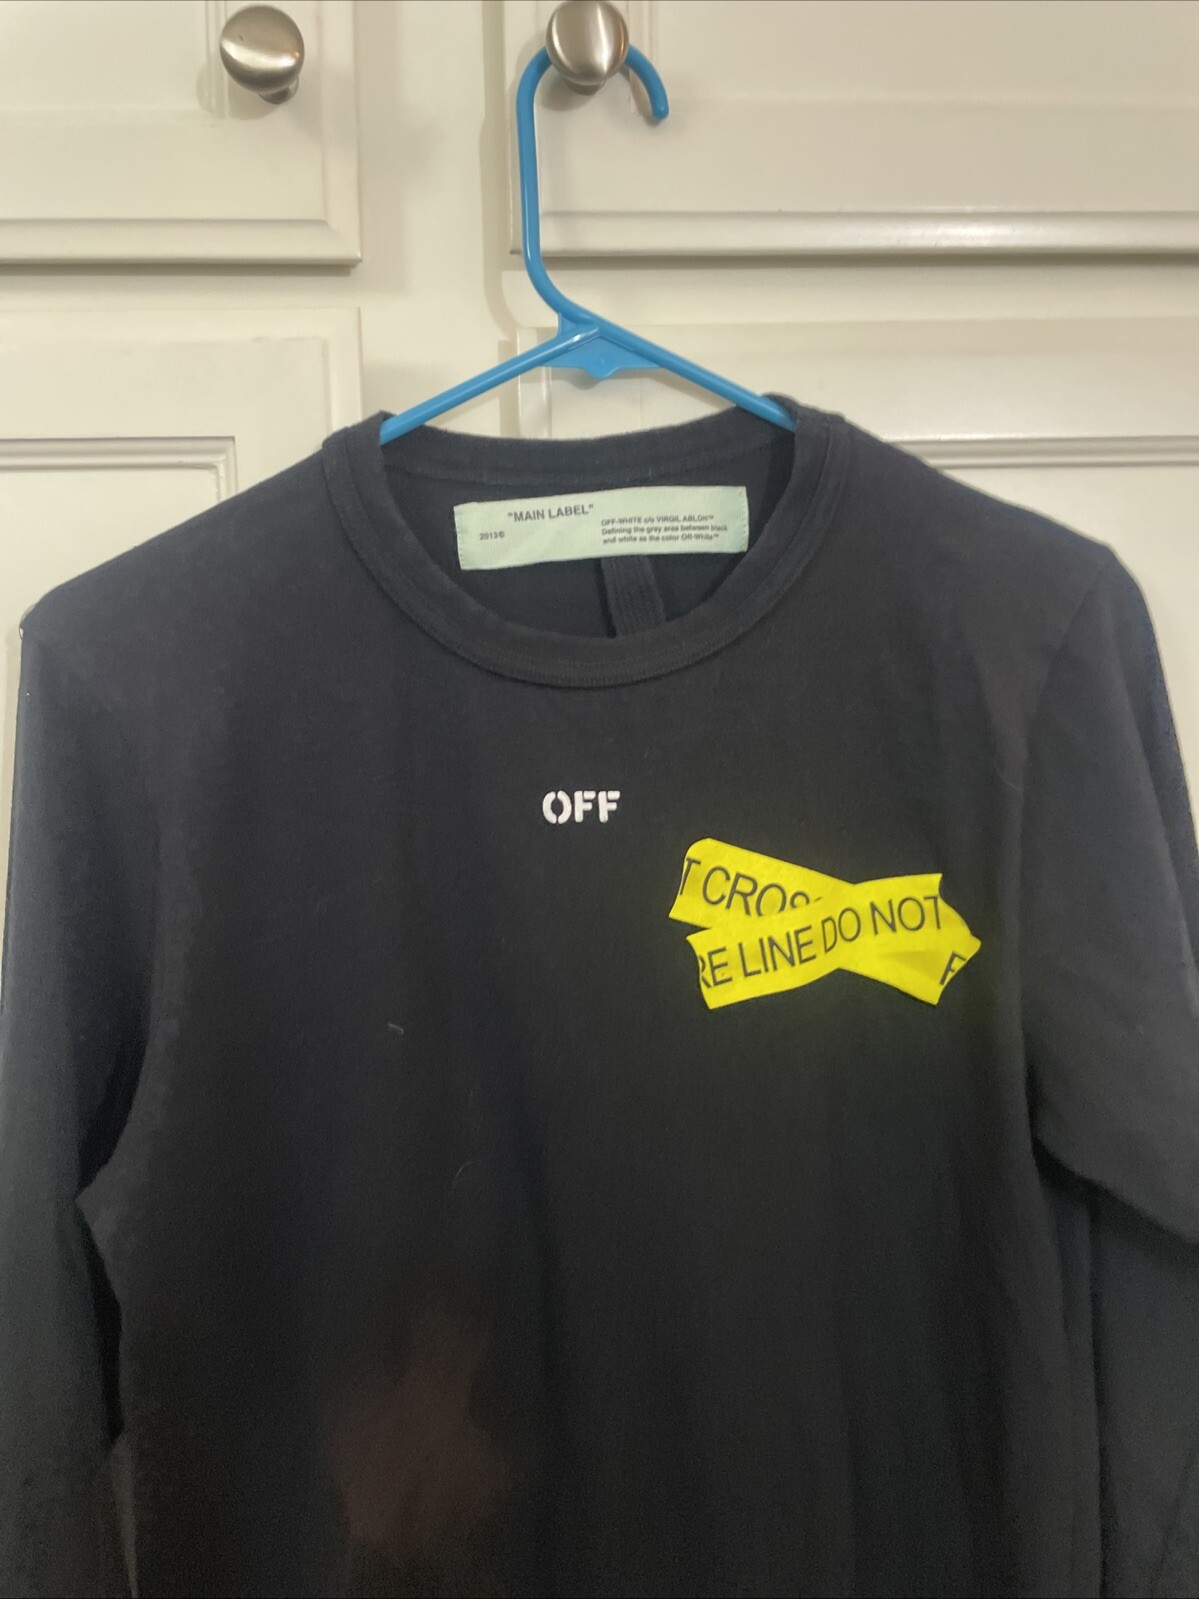 "MAIN LABEL"
2013©
OFF-WHITE c/o VIRGIL ABLOH™
Defining the grey area between black
and white as the color Off-White™
OFF
T CROS
RE LINE DO NOT
F